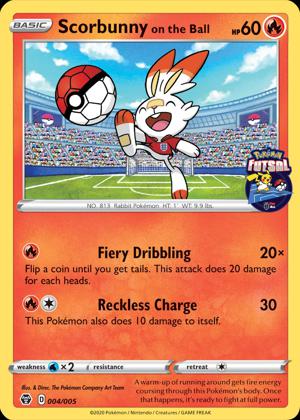 BASIC
Scorbunny on the Ball
HP60
Pokémon
FUTSAL
NO. 813 Rabbit Pokémon HT: 1' WT: 9.9 lbs.
Fiery Dribbling 20×
Flip a coin until you get tails. This attack does 20 damage
for each heads.
Reckless Charge 30
This Pokémon also does 10 damage to itself.
weakness ×2 resistance retreat
Illus. & Direc. The Pokémon Company Art Team
D 004/005
A warm-up of running around gets fire energy
coursing through this Pokémon's body. Once
that happens, it's ready to fight at full power.
©2020 Pokémon / Nintendo / Creatures / GAME FREAK